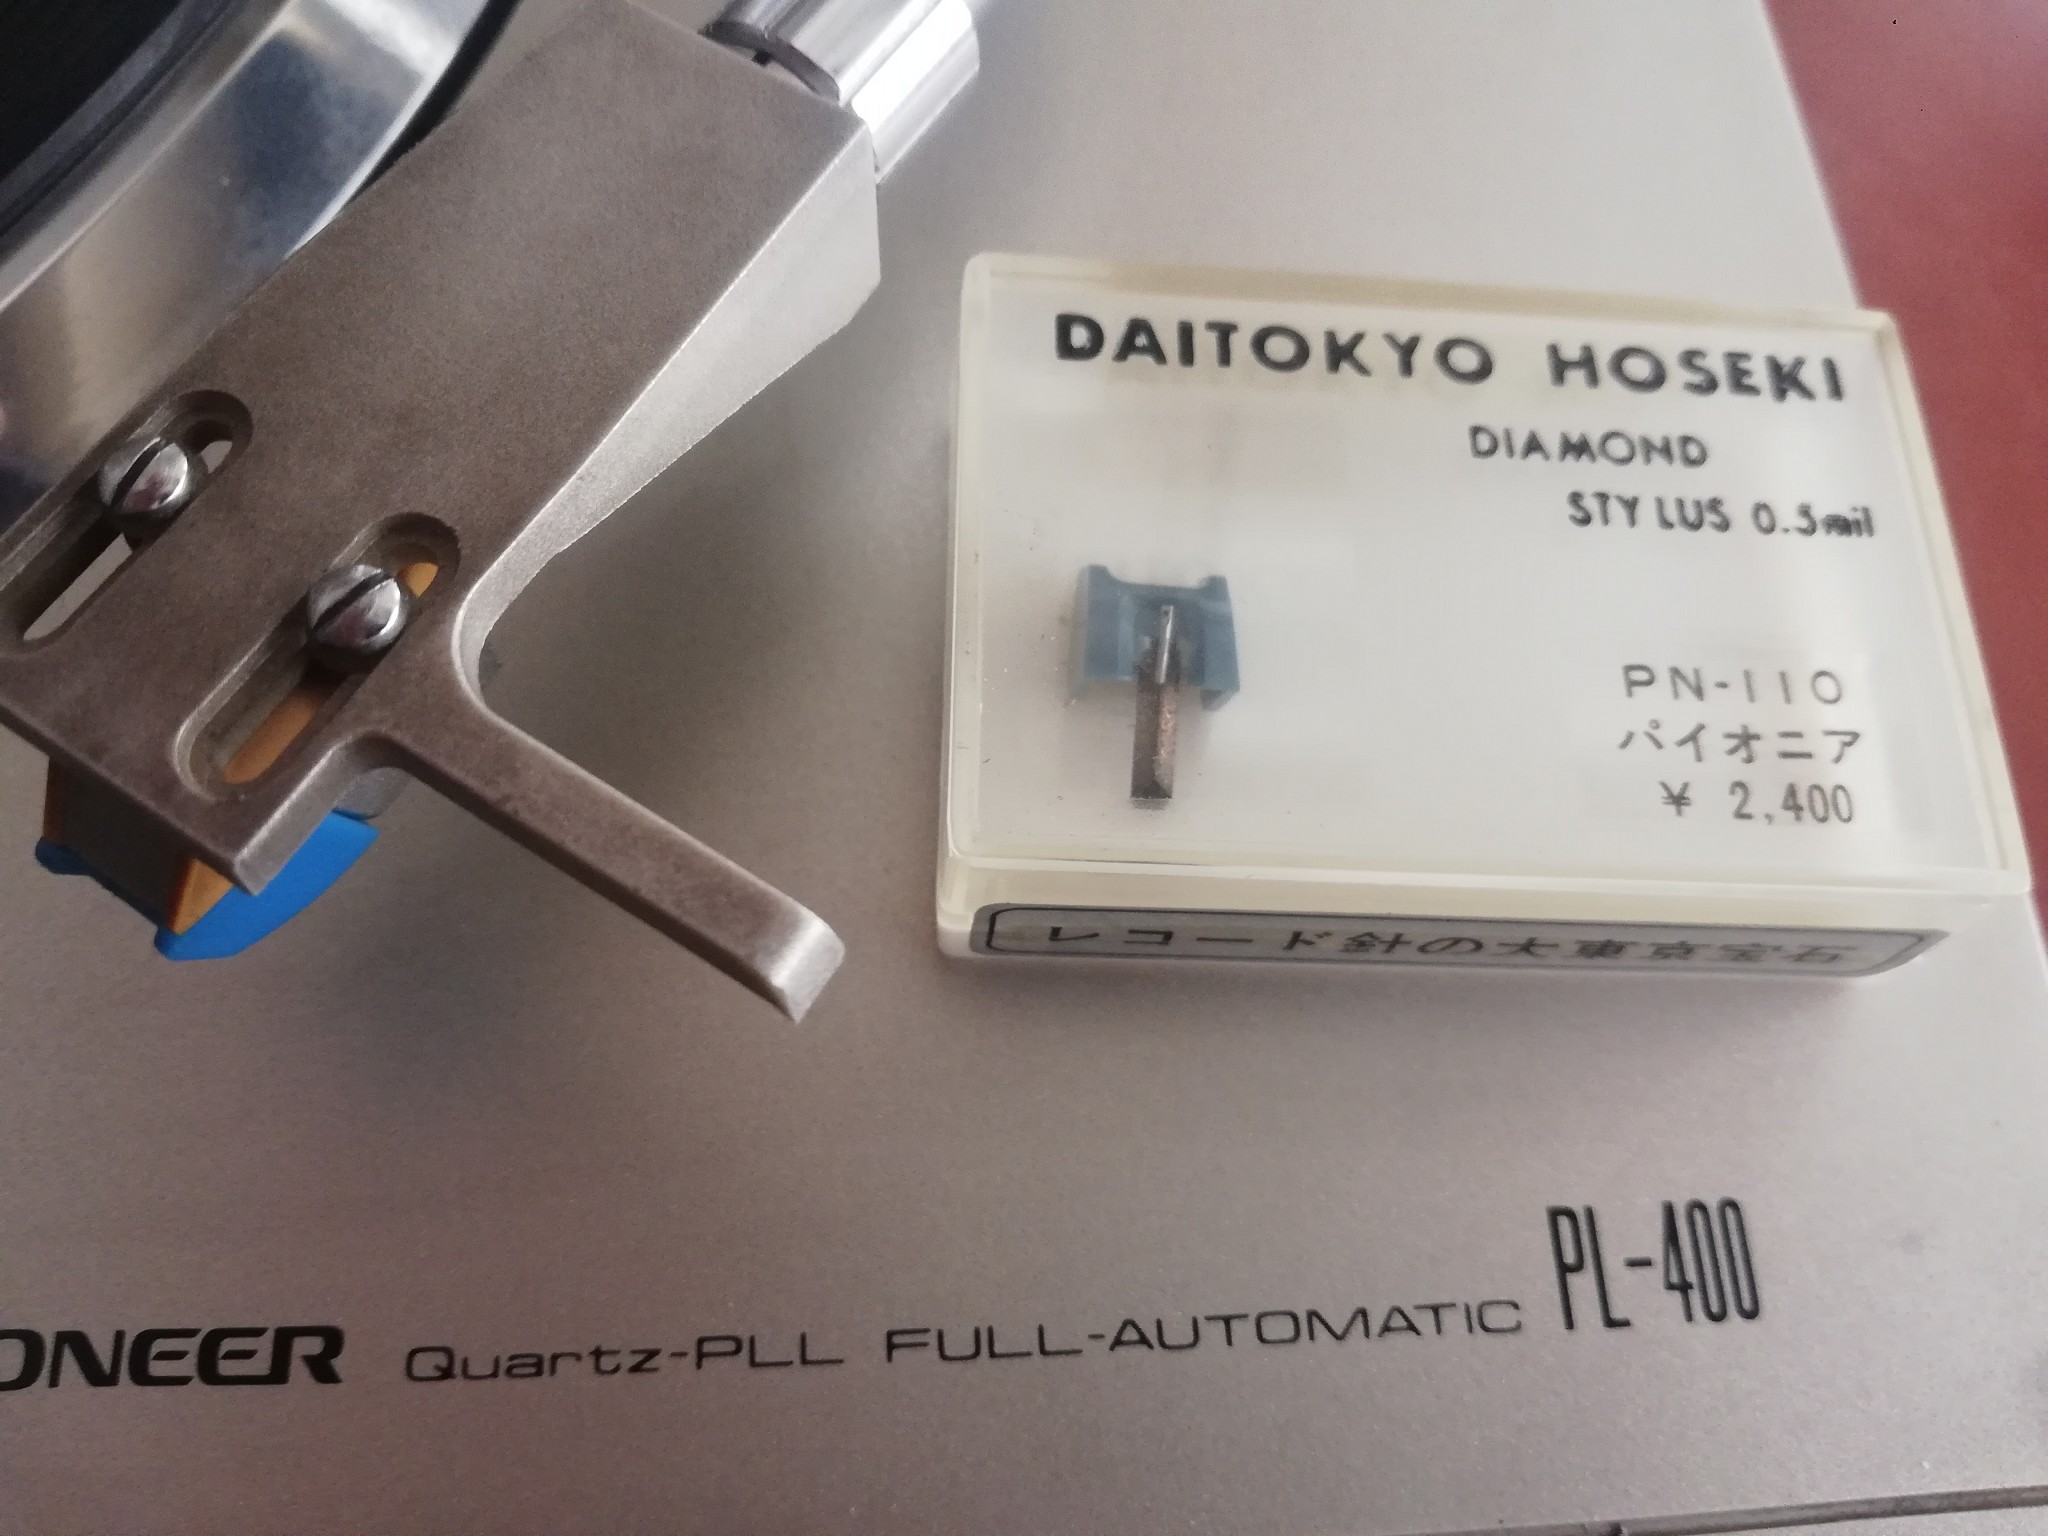 DAITOKYO HOSEKI
DIAMOND
STYLUS 0.5mil
PN-110
パイオニア
¥ 2,400
レコード針の大東京宝石
ONEER Quartz-PLL FULL-AUTOMATIC PL-400